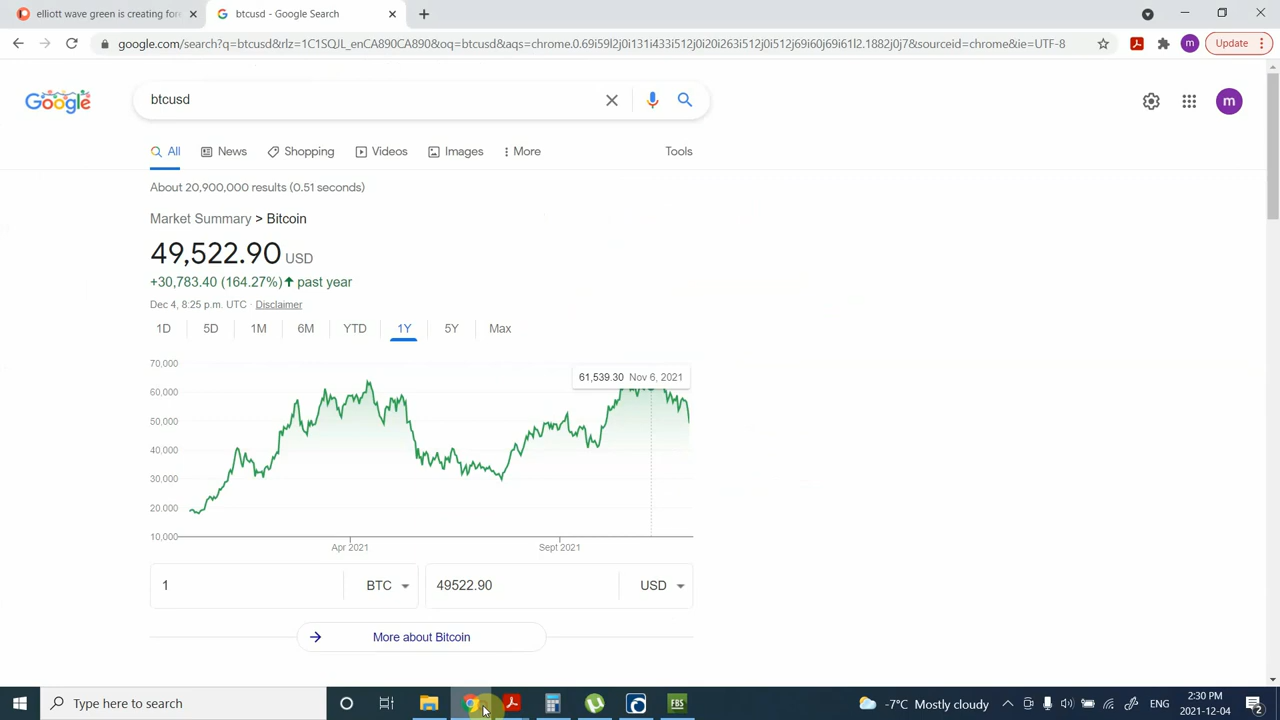 elliott wave green is creating for
btcusd - Google Search
google.com/search?q=btcusd&rlz=1C1SQJL_enCA890CA890&oq=btcusd&aqs=chrome.0.69i59l2j0i131i433i512j0i20i263i512j0i512j69i60j69i61l2.1782j0j7&sourceid=chrome&ie=UTF-8
m
Update
Google
btcusd
m
All
News
Shopping
Videos
Images
More
Tools
About 20,900,000 results (0.51 seconds)
Market Summary > Bitcoin
49,522.90 USD
+30,783.40 (164.27%) past year
Dec 4, 8:25 p.m. UTC · Disclaimer
1D 5D 1M 6M YTD 1Y 5Y Max
70,000
61,539.30 Nov 6, 2021
60,000
50,000
40,000
30,000
20,000
10,000
Apr 2021 Sept 2021
1 BTC 49522.90 USD
More about Bitcoin
Type here to search
FBS
-7°C Mostly cloudy
2:30 PM
2021-12-04
2